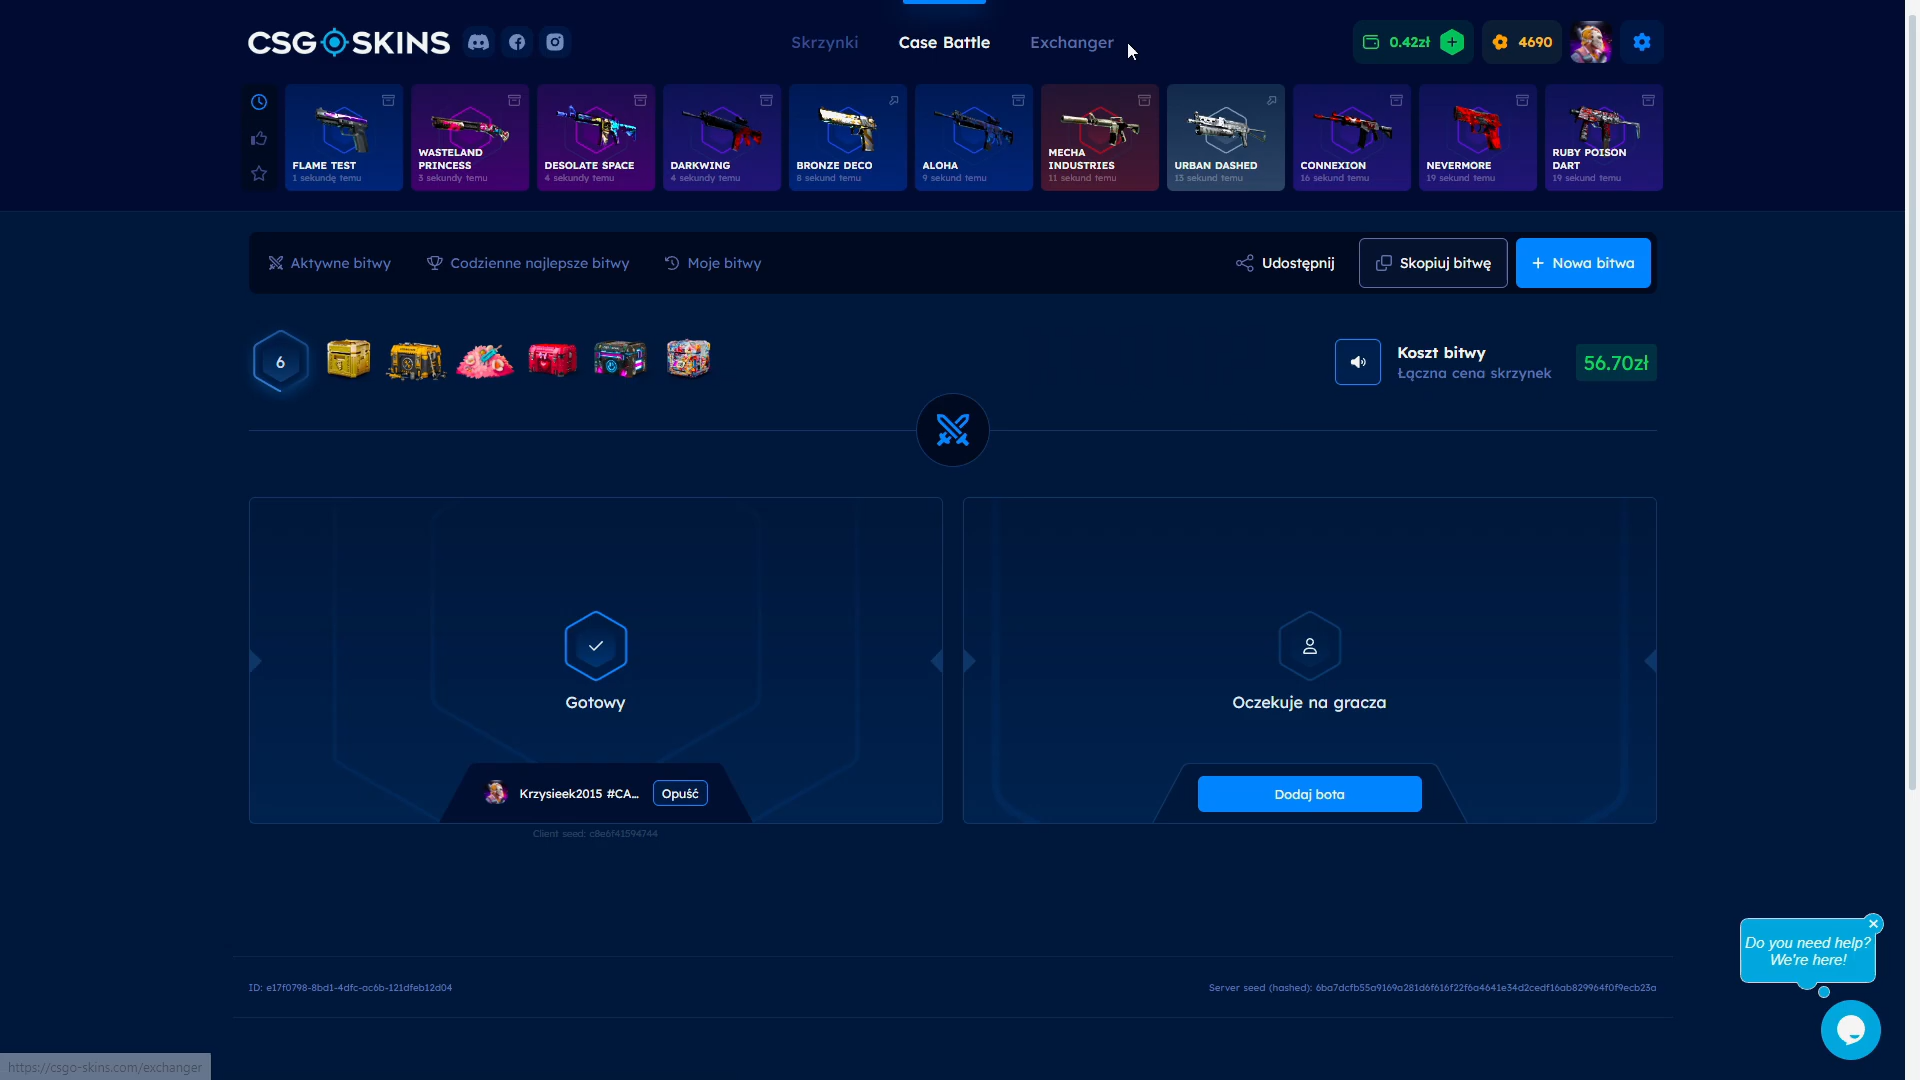 CSG SKINS
Skrzynki
Case Battle
Exchanger
0.42zł
4690
FLAME TEST
1 sekundę temu
WASTELAND
PRINCESS
3 sekundy temu
DESOLATE SPACE
4 sekundy temu
DARKWING
4 sekundy temu
BRONZE DECO
8 sekund temu
ALOHA
9 sekund temu
MECHA
INDUSTRIES
11 sekund temu
URBAN DASHED
13 sekund temu
CONNEXION
16 sekund temu
NEVERMORE
19 sekund temu
RUBY POISON
DART
19 sekund temu
Aktywne bitwy
Codzienne najlepsze bitwy
Moje bitwy
Udostępnij
Skopiuj bitwę
+ Nowa bitwa
6
Koszt bitwy
Łączna cena skrzynek
56.70zł
Gotowy
Oczekuje na gracza
Krzysieek2015 #CA...
Opuść
Dodaj bota
Client seed: c8e6f41594744
Do you need help?
We're here!
ID: e17f0798-8bd1-4dfc-ac6b-121dfeb12d04
Server seed (hashed): 6ba7dcfb55a9169a281d6f616f22f6a4641e34d2cedf16ab829964f0f9ecb23a
https://csgo-skins.com/exchanger